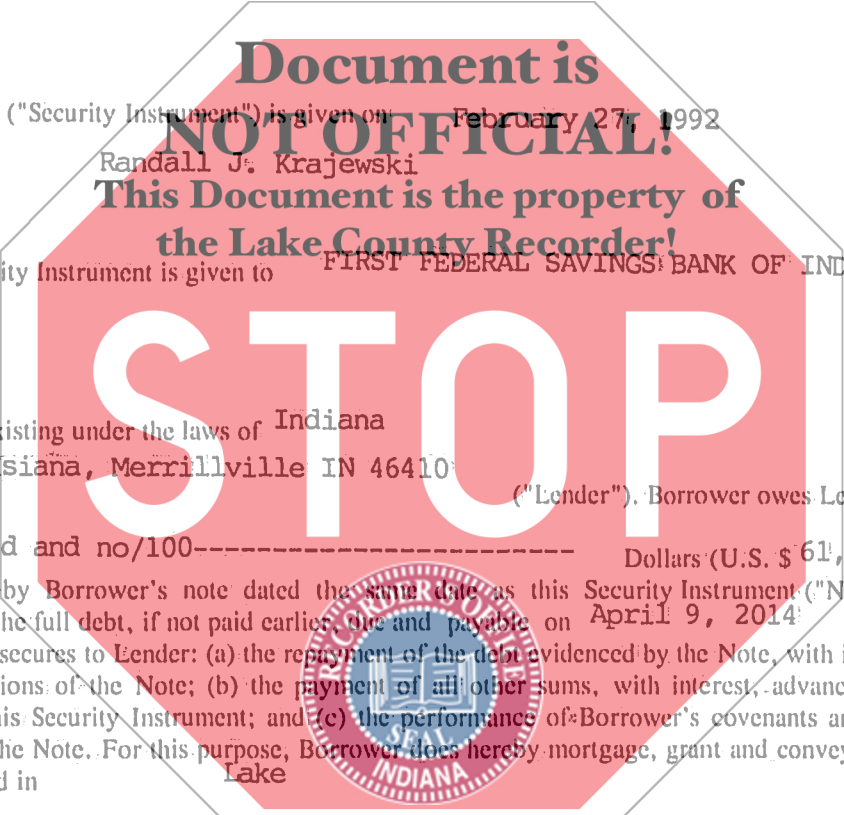 Document is
("Security Instrument") is given on February 27, 1992
NOT OFFICIAL!
Randall J. Krajewski
This Document is the property of
the Lake County Recorder!
ity Instrument is given to FIRST FEDERAL SAVINGS BANK OF IND
STOP
xisting under the laws of Indiana
siana, Merrillville IN 46410
("Lender"). Borrower owes Le
d and no/100------------------------- Dollars (U.S. $ 61,
by Borrower's note dated the same date as this Security Instrument ("N
he full debt, if not paid earlier, due and payable on April 9, 2014
secures to Lender: (a) the repayment of the debt evidenced by the Note, with i
ions of the Note; (b) the payment of all other sums, with interest, advanc
is Security Instrument; and (c) the performance of Borrower's covenants a
he Note. For this purpose, Borrower does hereby mortgage, grant and convey
d in Lake
RECORDER'S OFFICE
SEAL
INDIANA